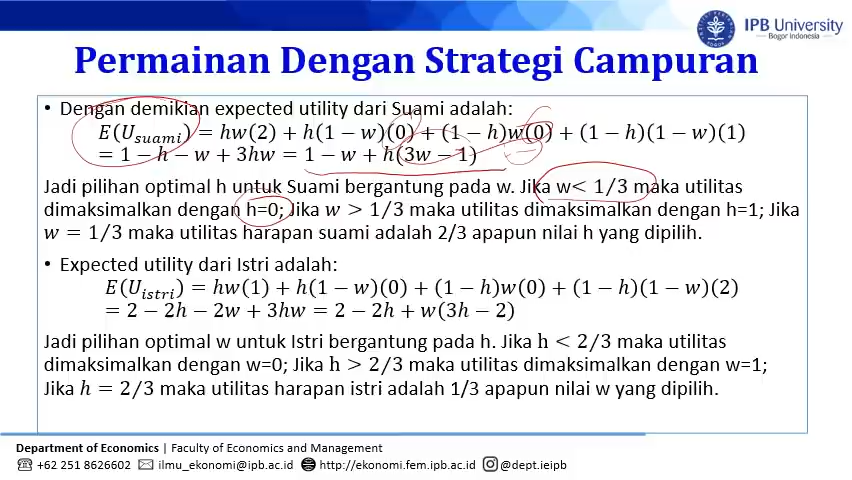 IPB University
Bogor Indonesia
Permainan Dengan Strategi Campuran
• Dengan demikian expected utility dari Suami adalah:
E(U_suami) = hw(2) + h(1 − w)(0) + (1 − h)w(0) + (1 − h)(1 − w)(1)
= 1 − h − w + 3hw = 1 − w + h(3w − 1)
Jadi pilihan optimal h untuk Suami bergantung pada w. Jika w< 1/3 maka utilitas
dimaksimalkan dengan h=0; Jika w > 1/3 maka utilitas dimaksimalkan dengan h=1; Jika
w = 1/3 maka utilitas harapan suami adalah 2/3 apapun nilai h yang dipilih.
• Expected utility dari Istri adalah:
E(U_istri) = hw(1) + h(1 − w)(0) + (1 − h)w(0) + (1 − h)(1 − w)(2)
= 2 − 2h − 2w + 3hw = 2 − 2h + w(3h − 2)
Jadi pilihan optimal w untuk Istri bergantung pada h. Jika h < 2/3 maka utilitas
dimaksimalkan dengan w=0; Jika h > 2/3 maka utilitas dimaksimalkan dengan w=1;
Jika h = 2/3 maka utilitas harapan istri adalah 1/3 apapun nilai w yang dipilih.
Department of Economics | Faculty of Economics and Management
+62 251 8626602 ilmu_ekonomi@ipb.ac.id http://ekonomi.fem.ipb.ac.id @dept.ieipb